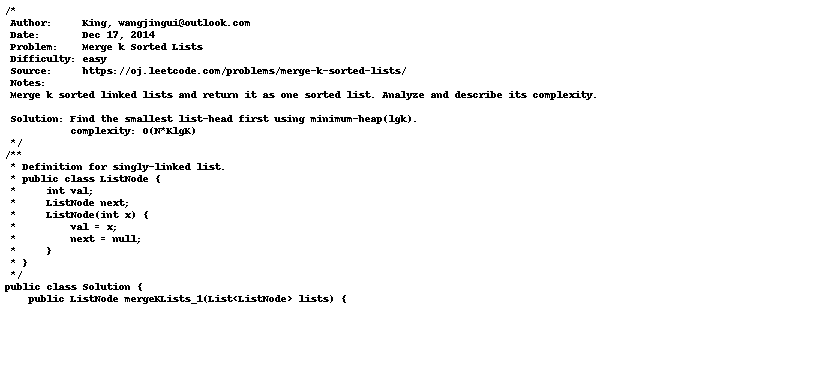 /*
 Author:     King, wangjingui@outlook.com
 Date:       Dec 17, 2014
 Problem:    Merge k Sorted Lists
 Difficulty: easy
 Source:     https://oj.leetcode.com/problems/merge-k-sorted-lists/
 Notes:
 Merge k sorted linked lists and return it as one sorted list. Analyze and describe its complexity.

 Solution: Find the smallest list-head first using minimum-heap(lgk).
           complexity: O(N*KlgK)
 */
/**
 * Definition for singly-linked list.
 * public class ListNode {
 *     int val;
 *     ListNode next;
 *     ListNode(int x) {
 *         val = x;
 *         next = null;
 *     }
 * }
 */
public class Solution {
    public ListNode mergeKLists_1(List<ListNode> lists) {